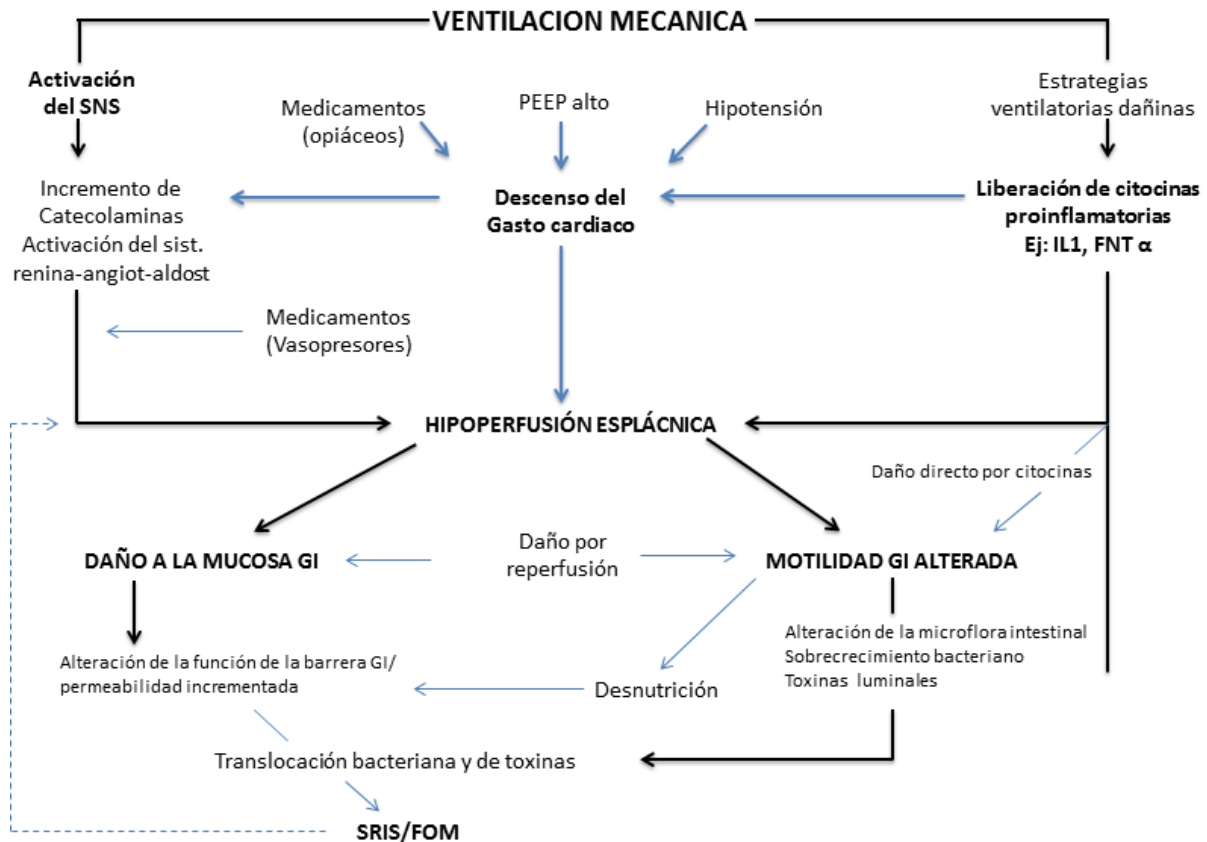 VENTILACION MECANICA
Activación
del SNS
Medicamentos
(opiáceos)
PEEP alto
Hipotensión
Estrategias
ventilatorias dañinas
Incremento de
Catecolaminas
Activación del sist.
renina-angiot-aldost
Descenso del
Gasto cardiaco
Liberación de citocinas
proinflamatorias
Ej: IL1, FNT α
Medicamentos
(Vasopresores)
HIPOPERFUSIÓN ESPLÁCNICA
Daño directo por citocinas
DAÑO A LA MUCOSA GI
Daño por
reperfusión
MOTILIDAD GI ALTERADA
Alteración de la función de la barrera GI/
permeabilidad incrementada
Desnutrición
Alteración de la microflora intestinal
Sobrecrecimiento bacteriano
Toxinas luminales
Translocación bacteriana y de toxinas
SRIS/FOM